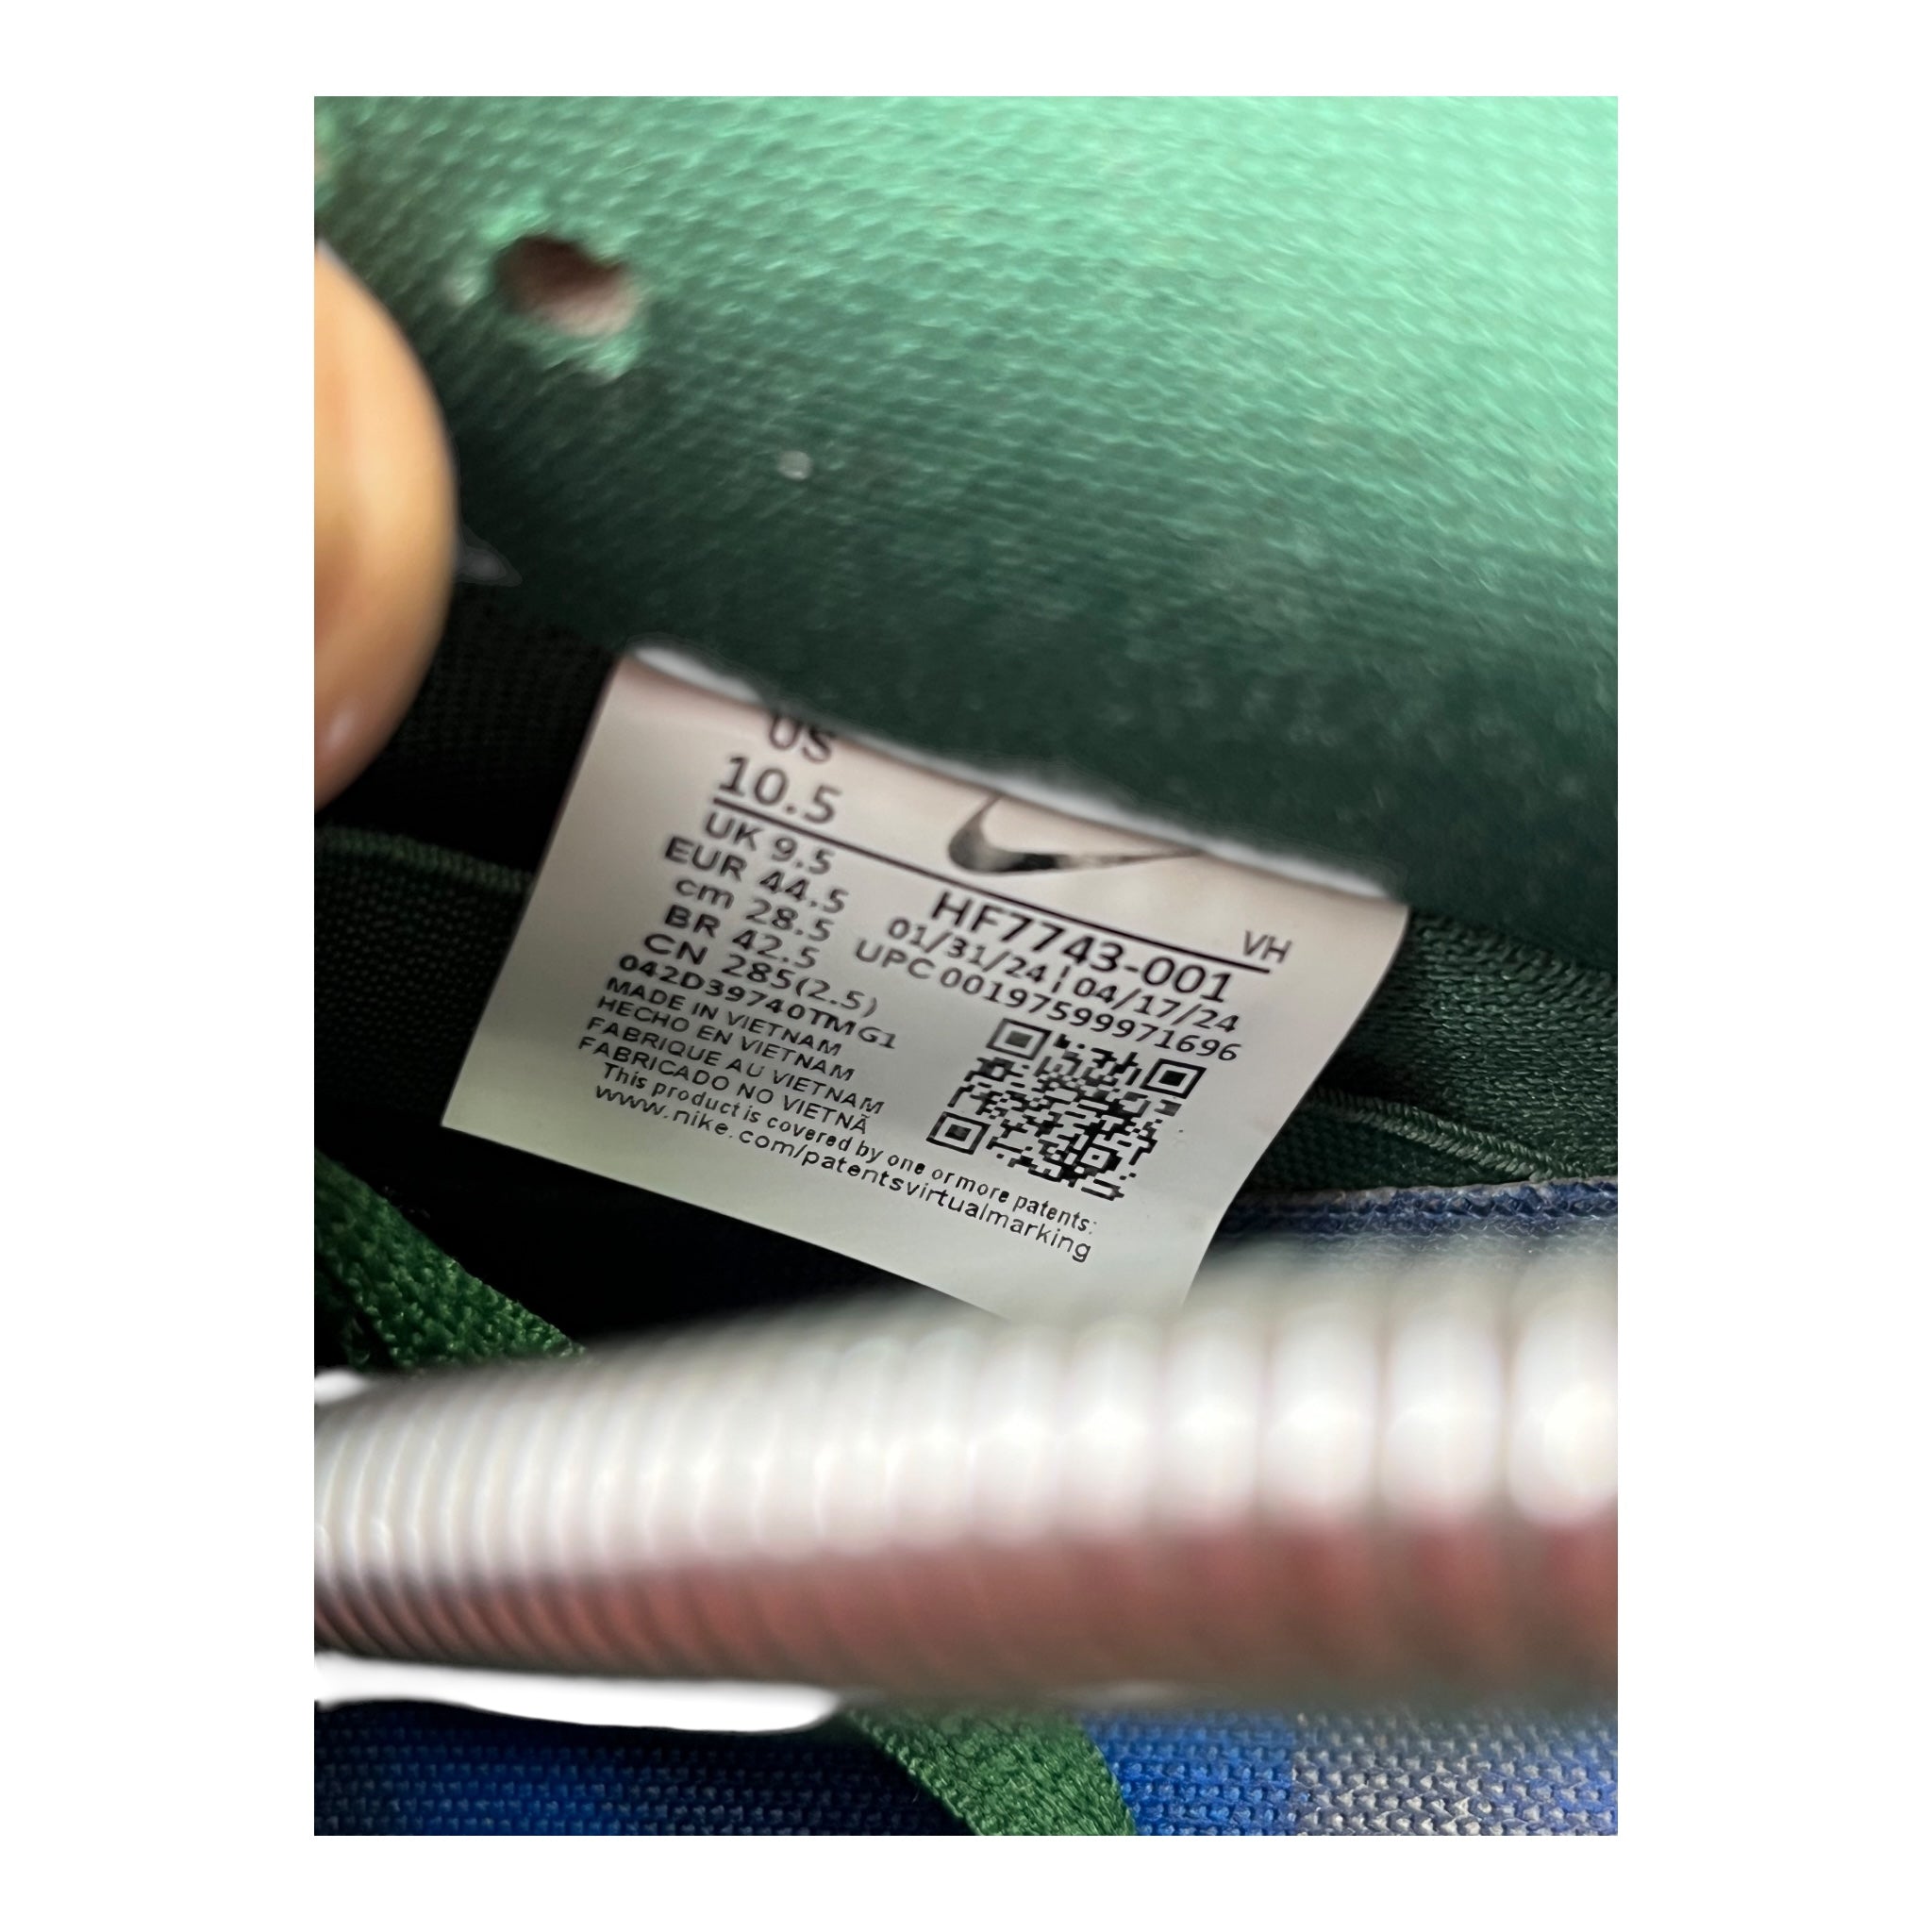 US
10.5
UK 9.5
EUR 44.5
cm 28.5
BR 42.5
CN 285(2.5)
042D39740TM G1
VH
HF7743-001
01/31/24 ¦ 04/17/24
UPC 00197599971696
MADE IN VIETNAM
HECHO EN VIETNAM
FABRIQUE AU VIETNAM
FABRICADO NO VIETNÃ
This product is covered by one or more patents:
www.nike.com/patentsvirtualmarking